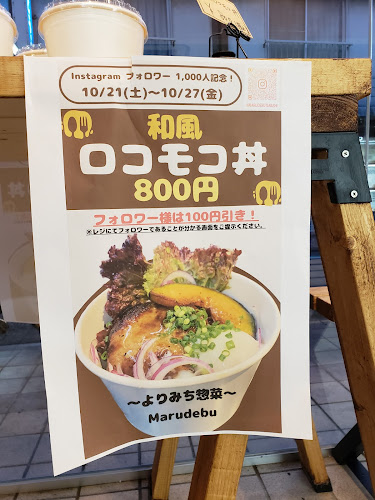 Instagram フォロワー 1,000人記念！
10/21(土)～10/27(金)
和風
ロコモコ丼
800円
フォロワー様は100円引き！
※レジにてフォロワーであることが分かる画面をご提示ください。
～よりみち惣菜～
Marudebu